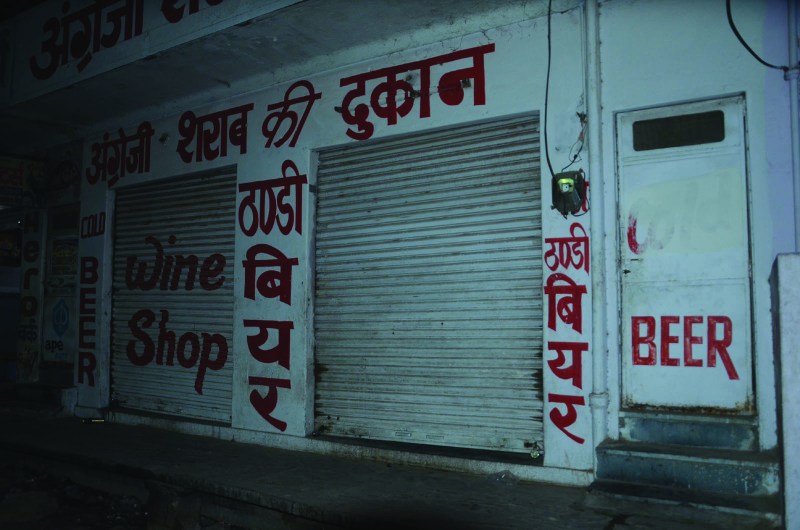 अंग्रेजी श
अंग्रेजी शराब की दुकान
COLD
BEER
Wine
Shop
ठण्डी
बियर
ठण्डी
बियर
BEER